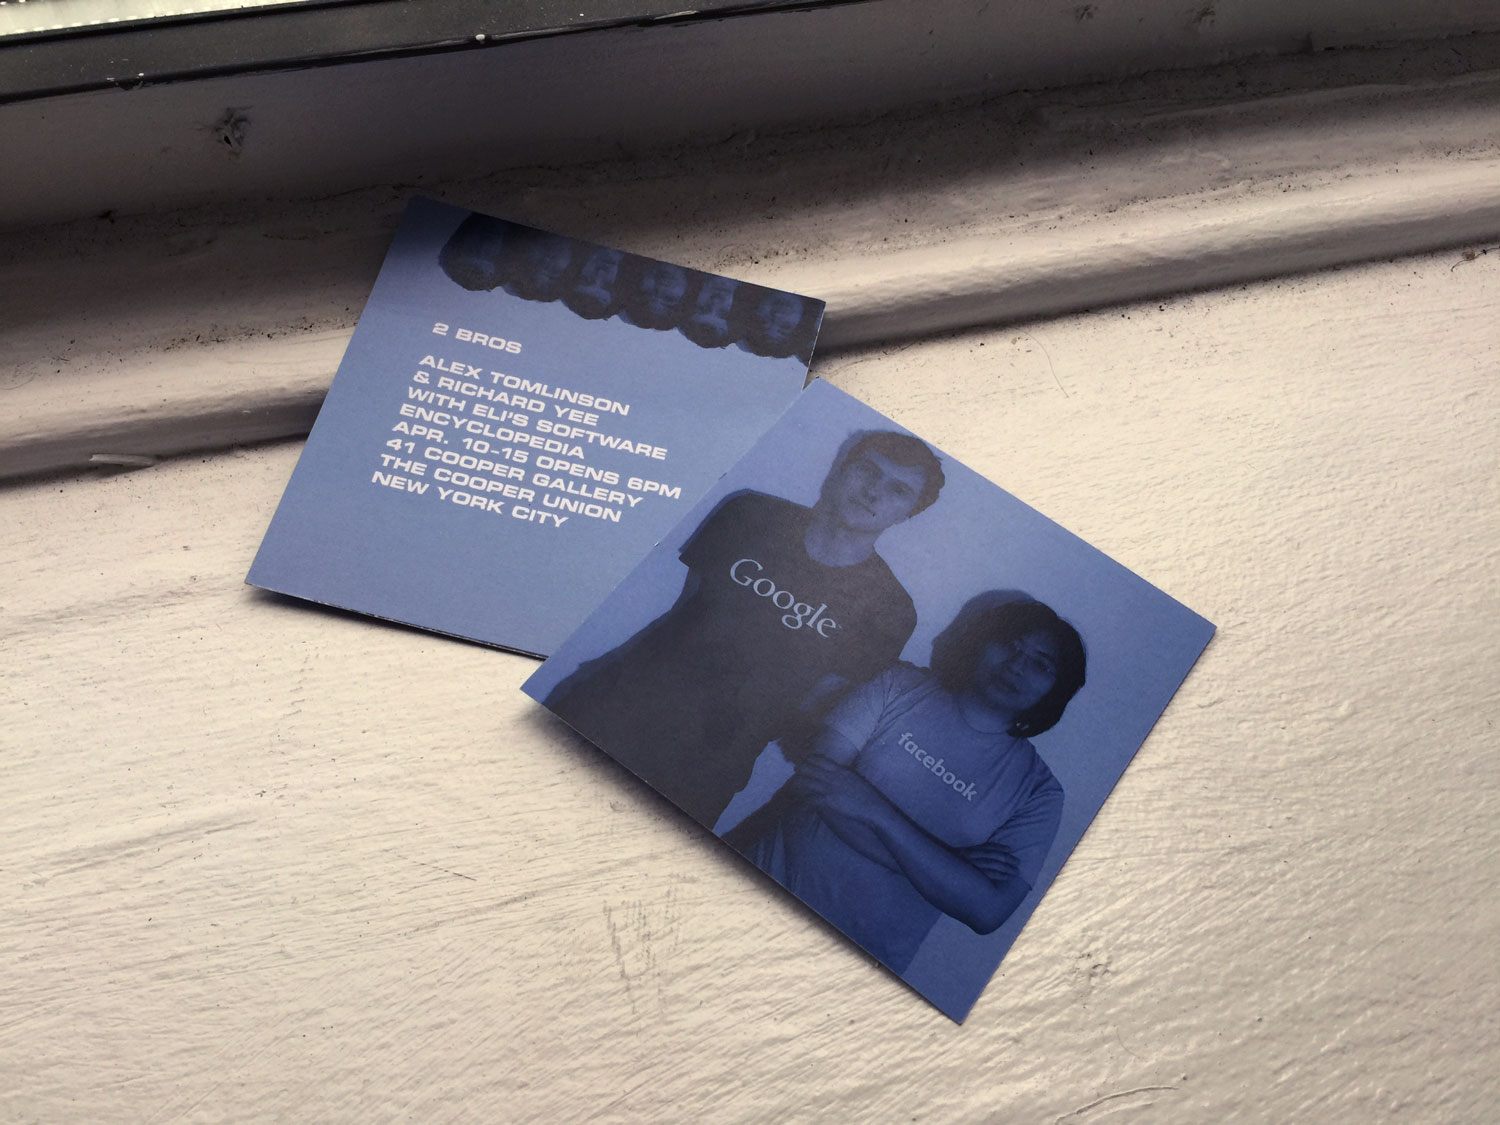 2 BROS
ALEX TOMLINSON
& RICHARD YEE
WITH ELI'S SOFTWARE
ENCYCLOPEDIA
APR. 10-15 OPENS 6PM
41 COOPER GALLERY
THE COOPER UNION
NEW YORK CITY
Google
facebook